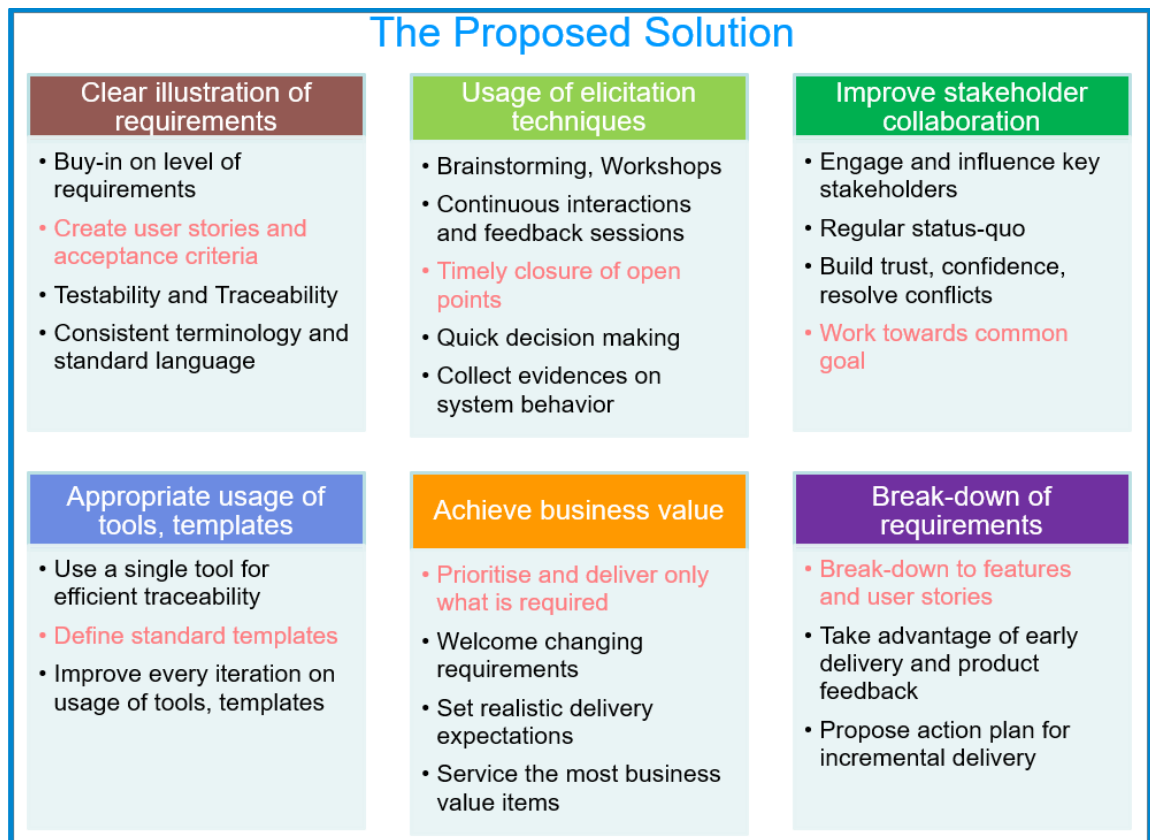 The Proposed Solution
Clear illustration of
requirements
• Buy-in on level of
requirements
• Create user stories and
acceptance criteria
• Testability and Traceability
• Consistent terminology and
standard language
Usage of elicitation
techniques
• Brainstorming, Workshops
• Continuous interactions
and feedback sessions
• Timely closure of open
points
• Quick decision making
• Collect evidences on
system behavior
Improve stakeholder
collaboration
• Engage and influence key
stakeholders
• Regular status-quo
• Build trust, confidence,
resolve conflicts
• Work towards common
goal
Appropriate usage of
tools, templates
• Use a single tool for
efficient traceability
• Define standard templates
• Improve every iteration on
usage of tools, templates
Achieve business value
• Prioritise and deliver only
what is required
• Welcome changing
requirements
• Set realistic delivery
expectations
• Service the most business
value items
Break-down of
requirements
• Break-down to features
and user stories
• Take advantage of early
delivery and product
feedback
• Propose action plan for
incremental delivery